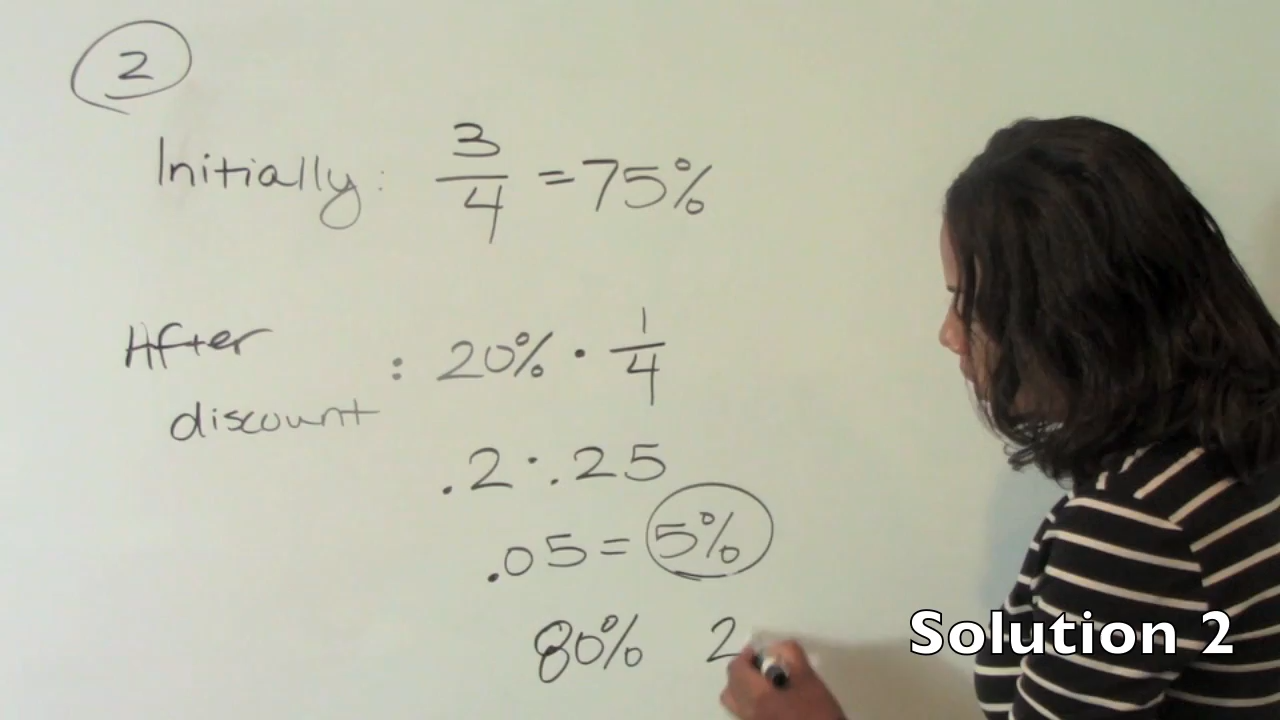 2
Initially: 3/4 = 75%
After
discount : 20% · 1/4
.2 · .25
.05 = 5%
80% 2
Solution 2